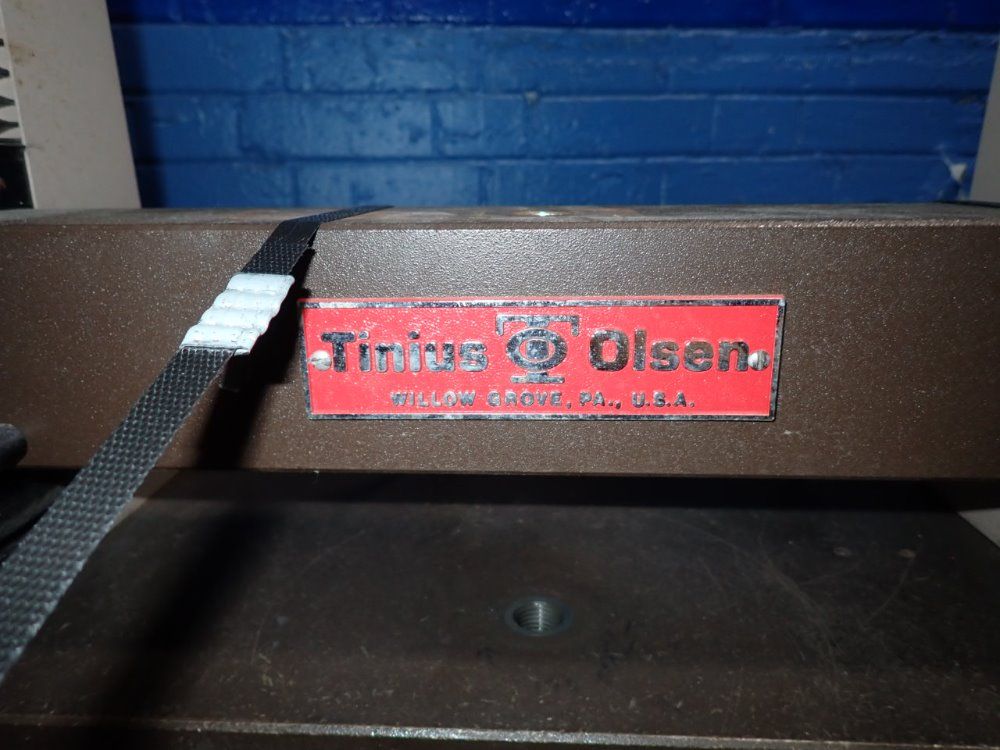 Tinius Olsen
WILLOW GROVE, PA., U.S.A.